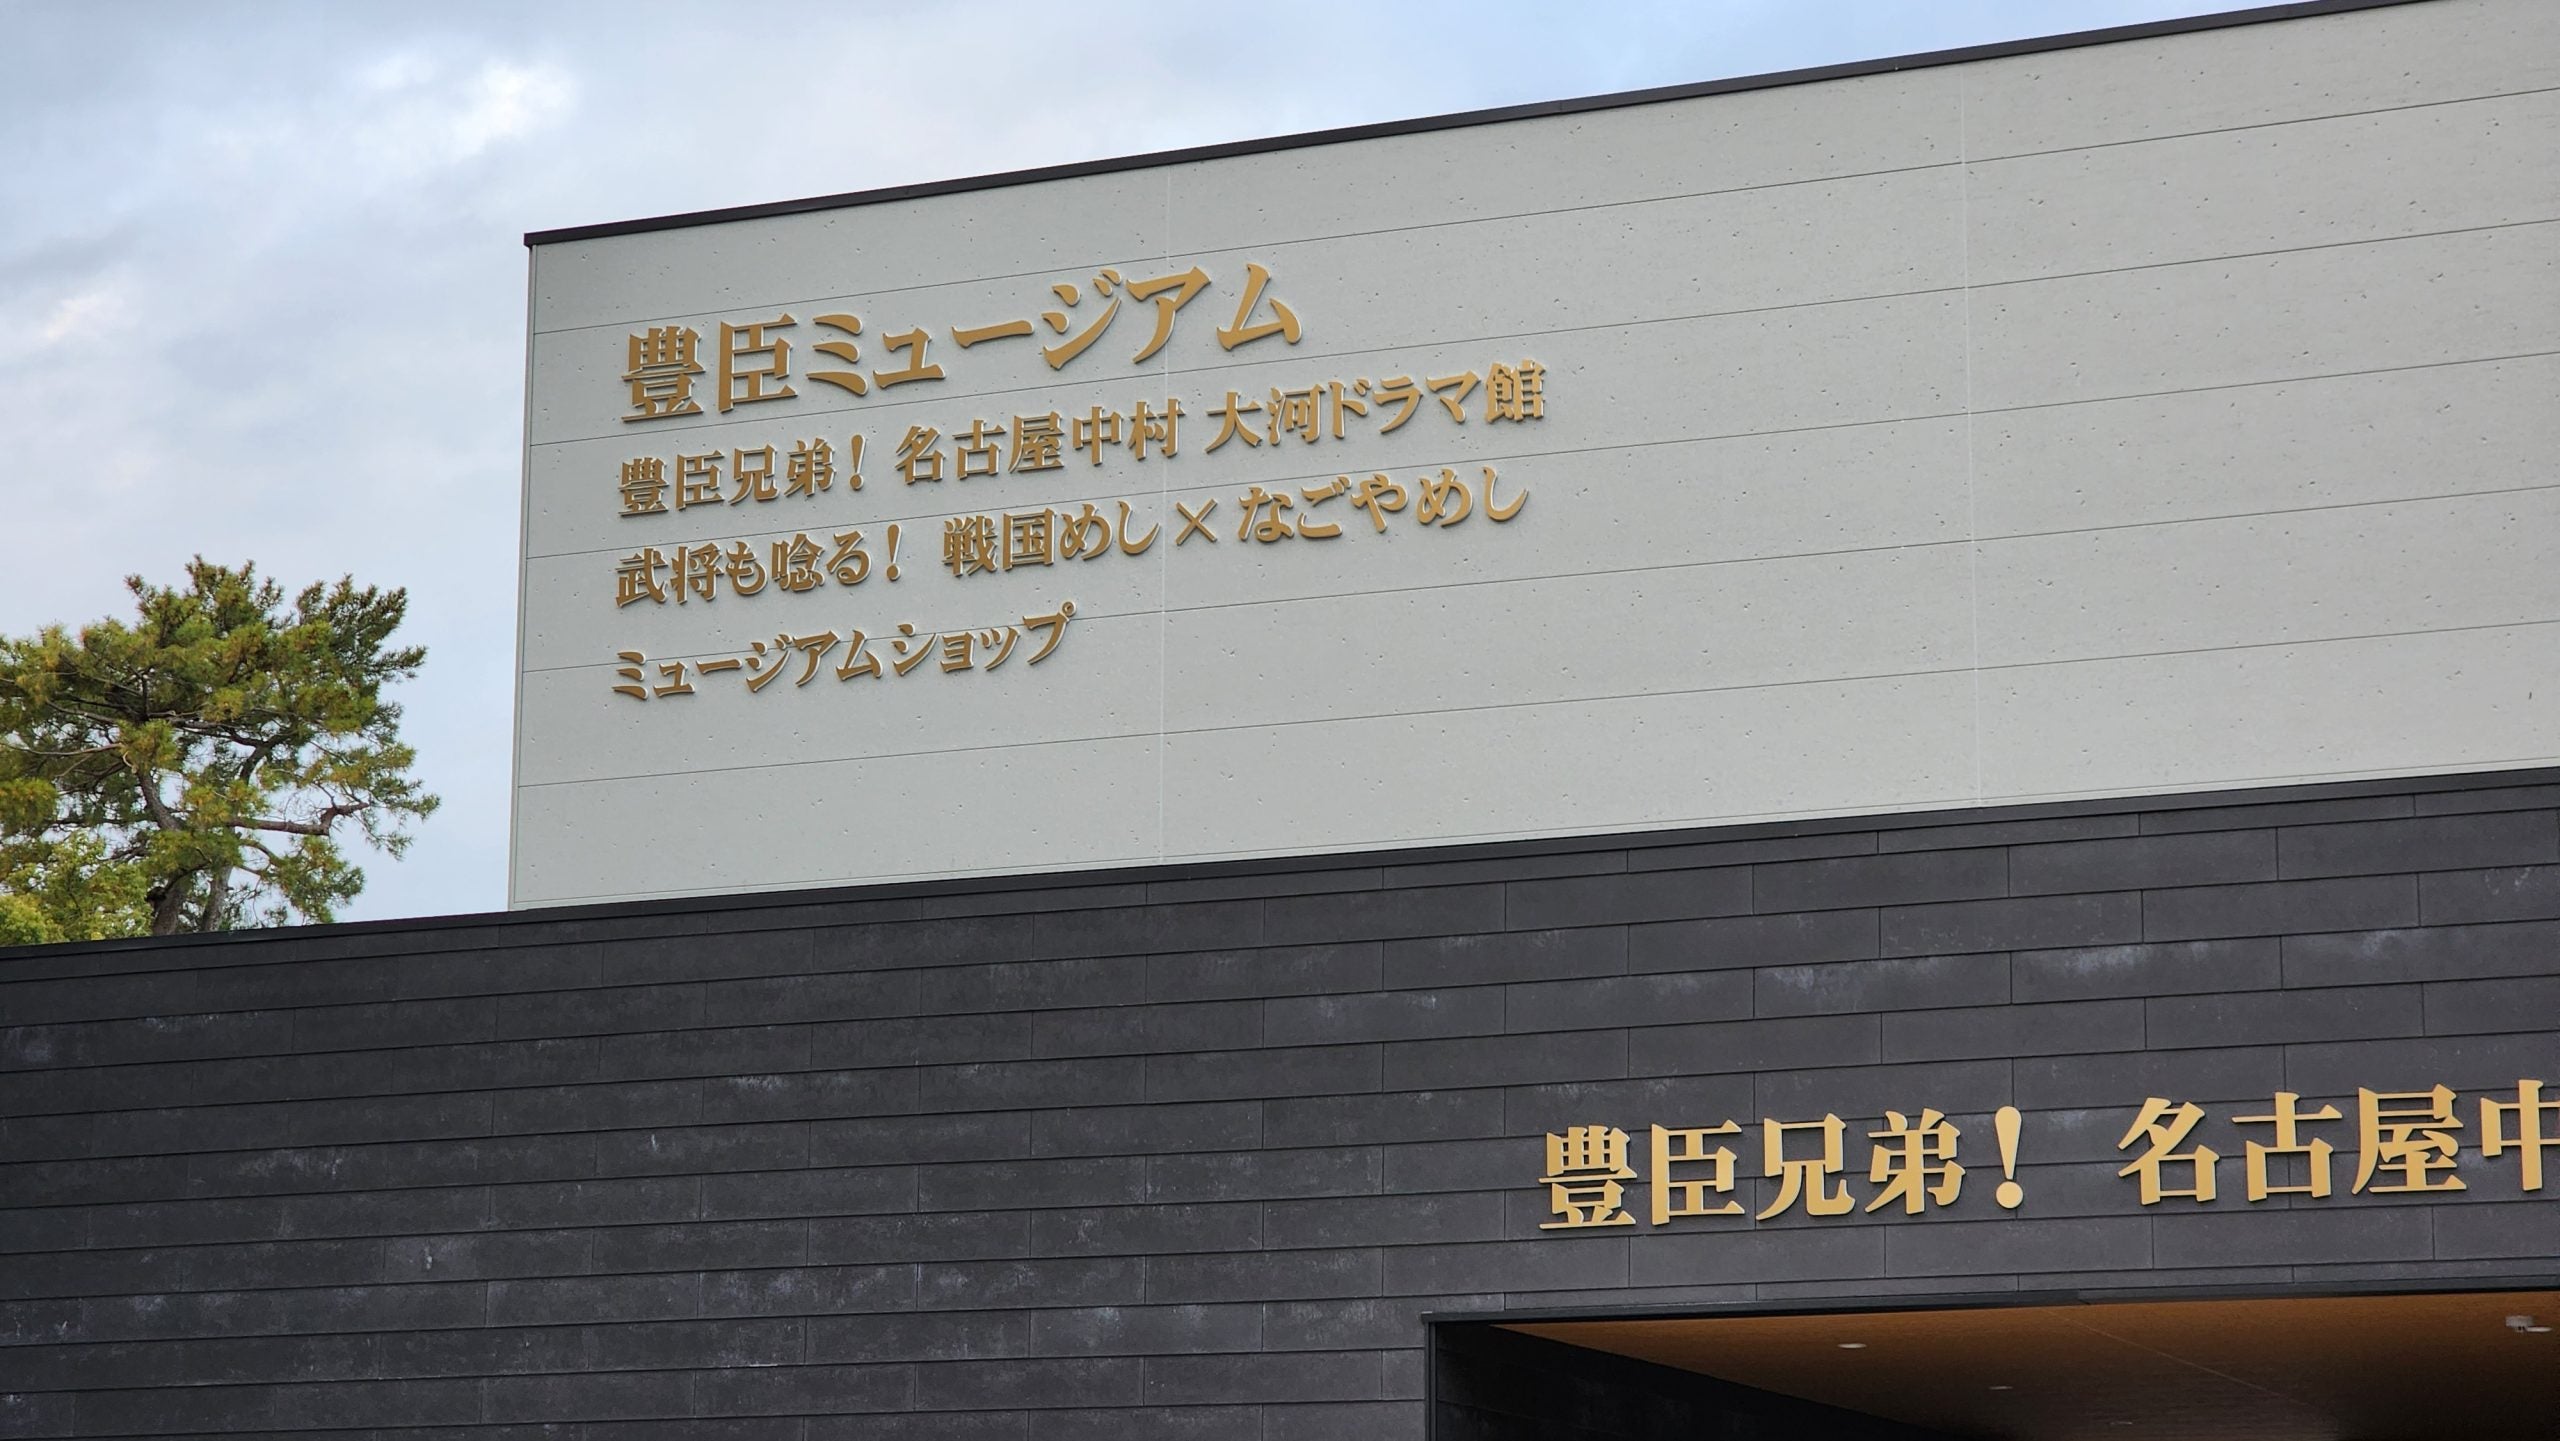 豊臣ミュージアム
豊臣兄弟！ 名古屋中村 大河ドラマ館
武将も唸る！ 戦国めし×なごやめし
ミュージアムショップ
豊臣兄弟！ 名古屋中